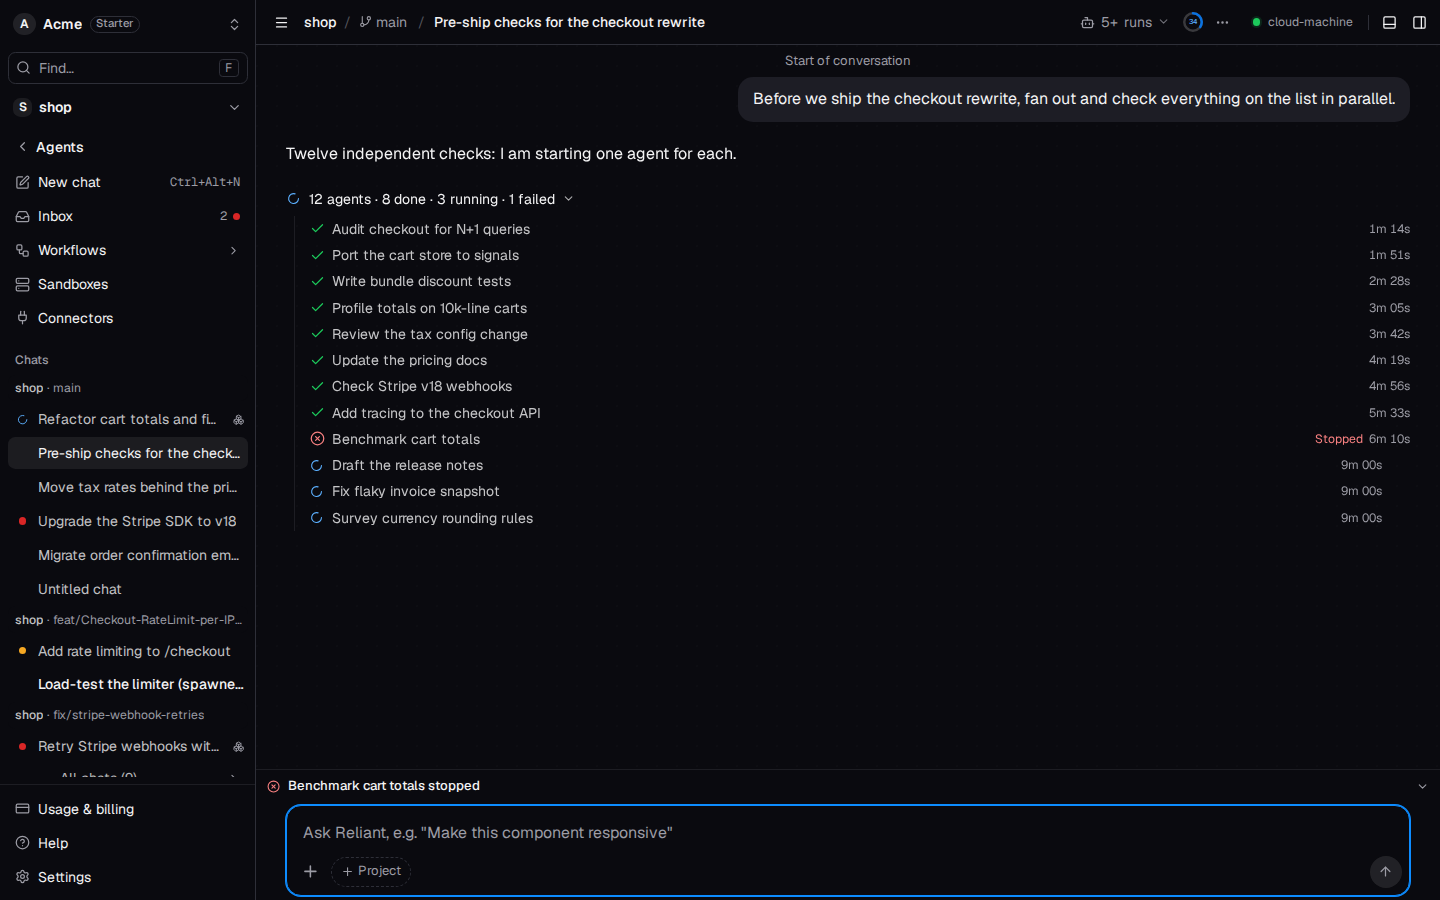 A Acme Starter
Find... F
S shop
Agents
New chat Ctrl+Alt+N
Inbox 2
Workflows
Sandboxes
Connectors
Chats
shop · main
Refactor cart totals and fi...
Pre-ship checks for the check...
Move tax rates behind the pri...
Upgrade the Stripe SDK to v18
Migrate order confirmation em...
Untitled chat
shop · feat/Checkout-RateLimit-per-IP...
Add rate limiting to /checkout
Load-test the limiter (spawne...
shop · fix/stripe-webhook-retries
Retry Stripe webhooks wit...
Usage & billing
Help
Settings
shop / main / Pre-ship checks for the checkout rewrite
5+ runs 34 cloud-machine
Start of conversation
Before we ship the checkout rewrite, fan out and check everything on the list in parallel.
Twelve independent checks: I am starting one agent for each.
12 agents · 8 done · 3 running · 1 failed
Audit checkout for N+1 queries 1m 14s
Port the cart store to signals 1m 51s
Write bundle discount tests 2m 28s
Profile totals on 10k-line carts 3m 05s
Review the tax config change 3m 42s
Update the pricing docs 4m 19s
Check Stripe v18 webhooks 4m 56s
Add tracing to the checkout API 5m 33s
Benchmark cart totals Stopped 6m 10s
Draft the release notes 9m 00s
Fix flaky invoice snapshot 9m 00s
Survey currency rounding rules 9m 00s
Benchmark cart totals stopped
Ask Reliant, e.g. "Make this component responsive"
Project